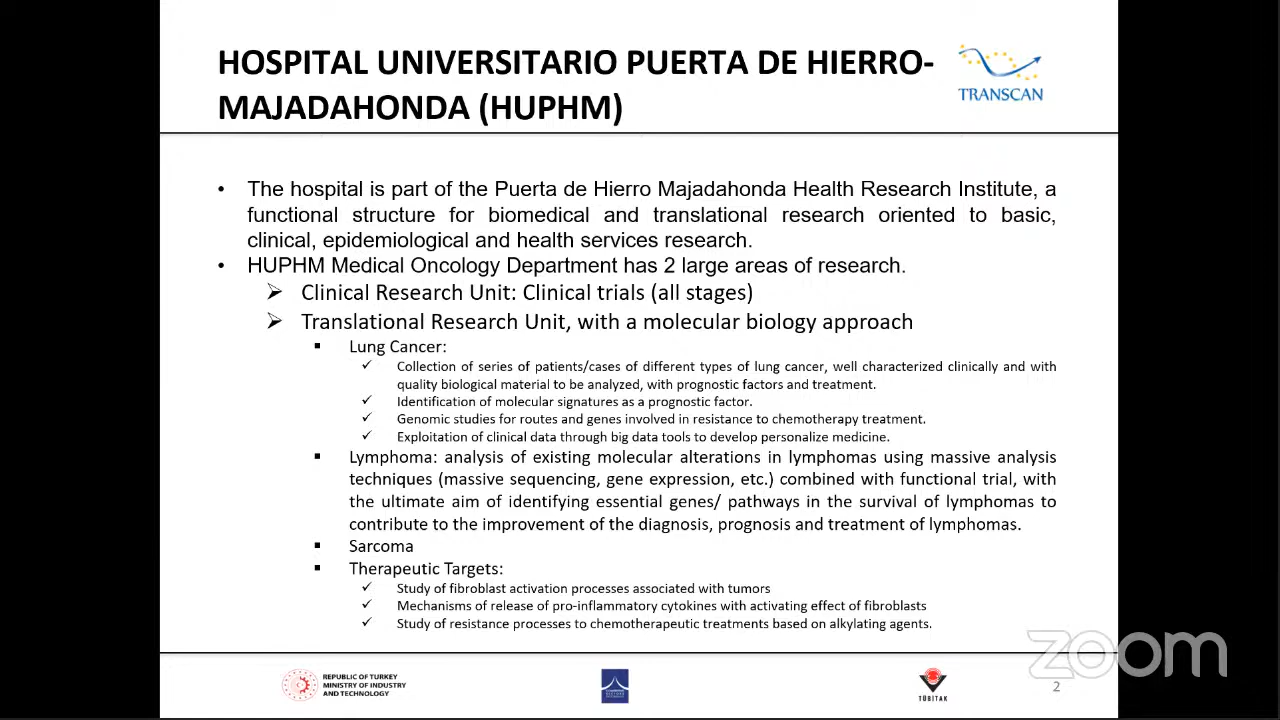 HOSPITAL UNIVERSITARIO PUERTA DE HIERRO-
MAJADAHONDA (HUPHM)
TRANSCAN
• The hospital is part of the Puerta de Hierro Majadahonda Health Research Institute, a
functional structure for biomedical and translational research oriented to basic,
clinical, epidemiological and health services research.
• HUPHM Medical Oncology Department has 2 large areas of research.
➢ Clinical Research Unit: Clinical trials (all stages)
➢ Translational Research Unit, with a molecular biology approach
▪ Lung Cancer:
✓ Collection of series of patients/cases of different types of lung cancer, well characterized clinically and with
quality biological material to be analyzed, with prognostic factors and treatment.
✓ Identification of molecular signatures as a prognostic factor.
✓ Genomic studies for routes and genes involved in resistance to chemotherapy treatment.
✓ Exploitation of clinical data through big data tools to develop personalize medicine.
▪ Lymphoma: analysis of existing molecular alterations in lymphomas using massive analysis
techniques (massive sequencing, gene expression, etc.) combined with functional trial, with
the ultimate aim of identifying essential genes/ pathways in the survival of lymphomas to
contribute to the improvement of the diagnosis, prognosis and treatment of lymphomas.
▪ Sarcoma
▪ Therapeutic Targets:
✓ Study of fibroblast activation processes associated with tumors
✓ Mechanisms of release of pro-inflammatory cytokines with activating effect of fibroblasts
✓ Study of resistance processes to chemotherapeutic treatments based on alkylating agents.
zoom
REPUBLIC OF TURKEY
MINISTRY OF INDUSTRY
AND TECHNOLOGY
TÜBİTAK
2